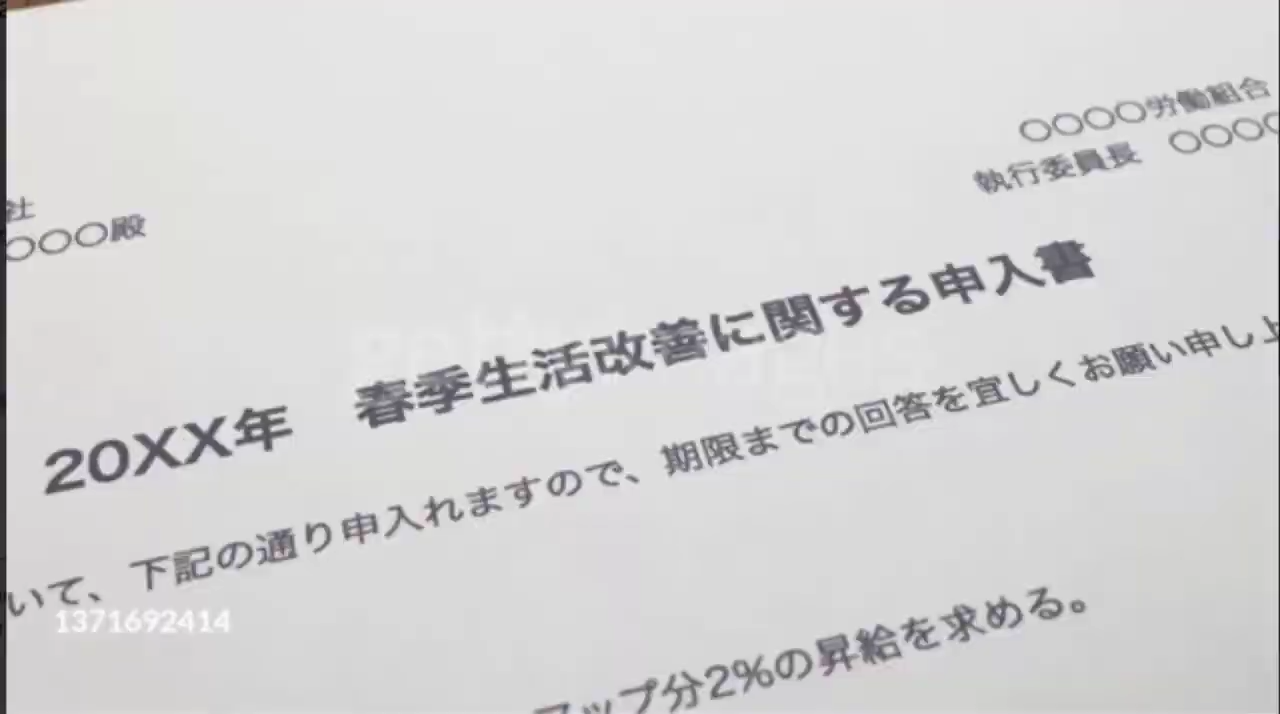 〇〇〇〇労働組合
執行委員長 〇〇〇〇
社
〇〇〇殿
20XX年 春季生活改善に関する申入書
いて、下記の通り申入れますので、期限までの回答を宜しくお願い申し上
アップ分2%の昇給を求める。
1371692414